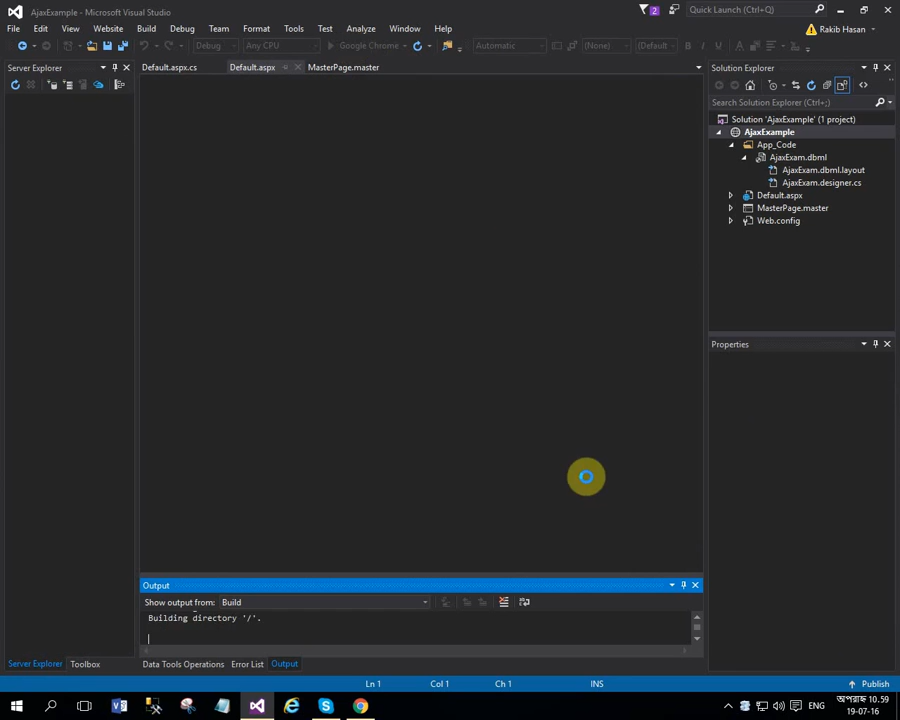 AjaxExample - Microsoft Visual Studio
2
Quick Launch (Ctrl+;)
File Edit View Website Build Debug Team Format Tools Test Analyze Window Help
Rakib Hasan
Debug Any CPU Google Chrome Automatic (None) (Default
Server Explorer
Default.aspx.cs Default.aspx MasterPage.master
Solution Explorer
Search Solution Explorer (Ctrl+;)
Solution 'AjaxExample' (1 project)
AjaxExample
App_Code
AjaxExam.dbml
AjaxExam.dbml.layout
AjaxExam.designer.cs
Default.aspx
MasterPage.master
Web.config
Properties
Output
Show output from: Build
Building directory '/'.
Server Explorer Toolbox
Data Tools Operations Error List Output
Ln 1 Col 1 Ch 1 INS Publish
ENG
অপরাহ্ণ 10.59
19-07-16